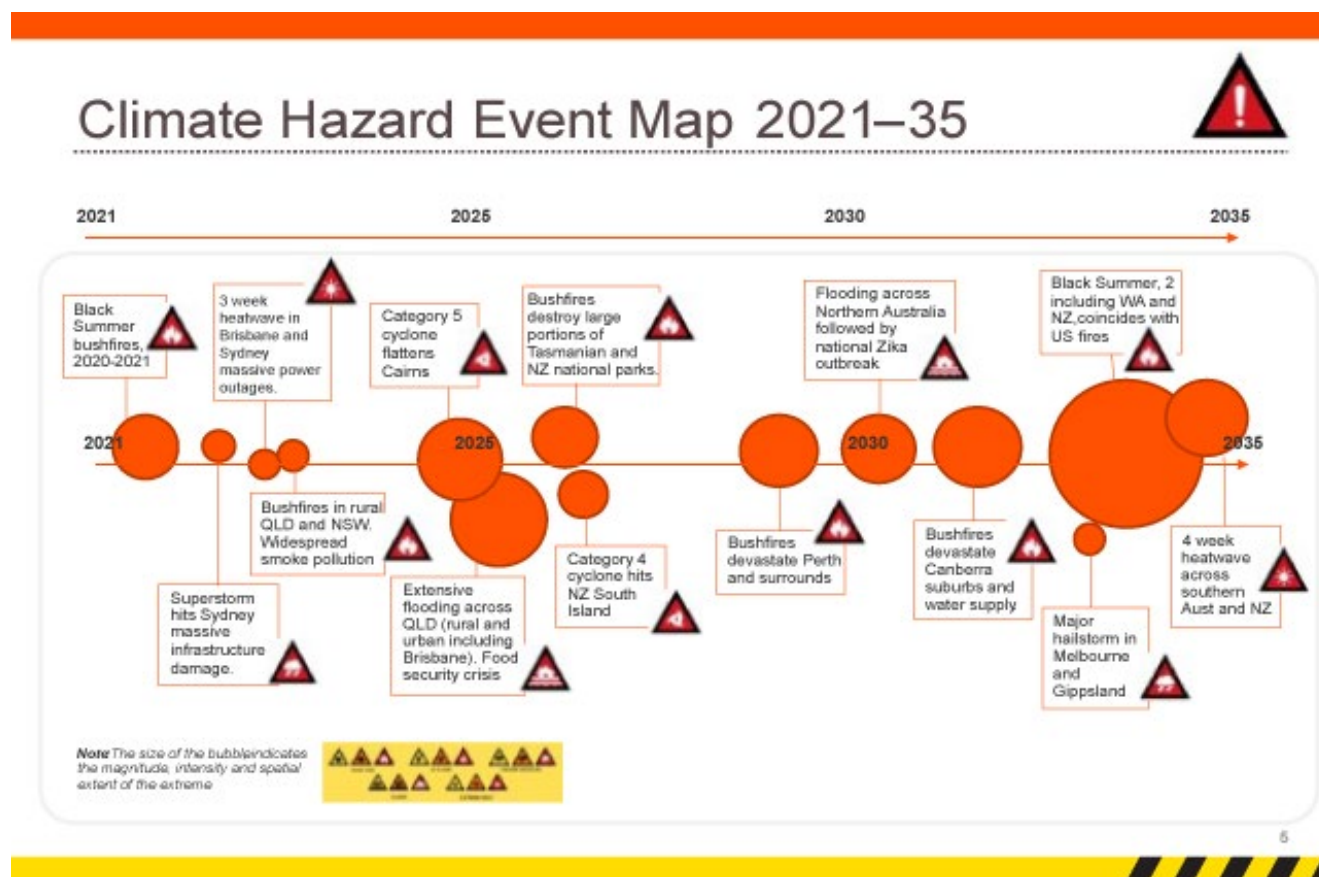 Climate Hazard Event Map 2021–35
2021
2025
2030
2035
Black
Summer
bushfires,
2020-2021
3 week
heatwave in
Brisbane and
Sydney
massive power
outages.
Category 5
cyclone
flattens
Cairns
Bushfires
destroy large
portions of
Tasmanian and
NZ national parks.
Flooding across
Northern Australia
followed by
national Zika
outbreak
Black Summer, 2
including WA and
NZ,coincides with
US fires
2021
2025
2030
2035
Bushfires in rural
QLD and NSW.
Widespread
smoke pollution
Superstorm
hits Sydney
massive
infrastructure
damage.
Extensive
flooding across
QLD (rural and
urban including
Brisbane). Food
security crisis
Category 4
cyclone hits
NZ South
Island
Bushfires
devastate Perth
and surrounds
Bushfires
devastate
Canberra
suburbs and
water supply
Major
hailstorm in
Melbourne
and
Gippsland
4 week
heatwave
across
southern
Aust and NZ
Note The size of the bubbleindicates
the magnitude, intensity and spatial
extent of the extreme